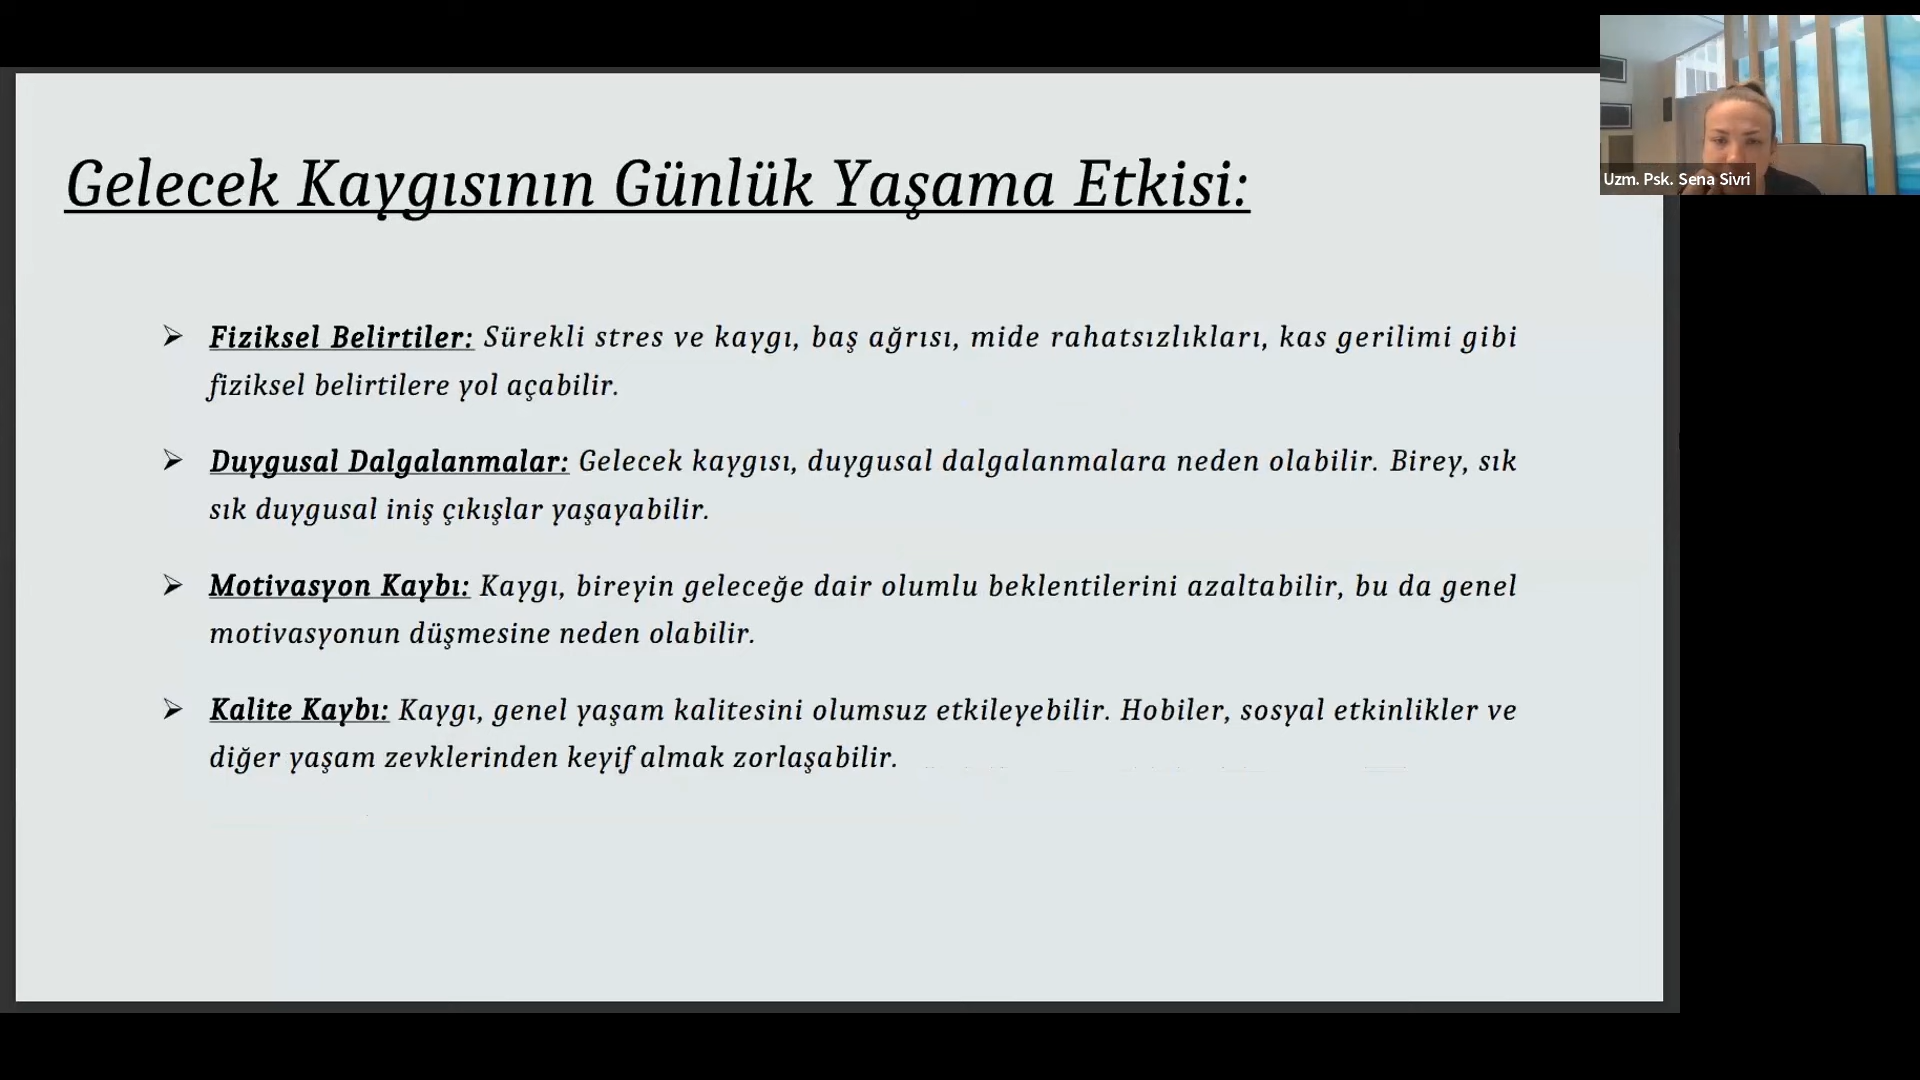 Gelecek Kaygısının Günlük Yaşama Etkisi:
Uzm. Psk. Sena Sivri
Fiziksel Belirtiler: Sürekli stres ve kaygı, baş ağrısı, mide rahatsızlıkları, kas gerilimi gibi
fiziksel belirtilere yol açabilir.
Duygusal Dalgalanmalar: Gelecek kaygısı, duygusal dalgalanmalara neden olabilir. Birey, sık
sık duygusal iniş çıkışlar yaşayabilir.
Motivasyon Kaybı: Kaygı, bireyin geleceğe dair olumlu beklentilerini azaltabilir, bu da genel
motivasyonun düşmesine neden olabilir.
Kalite Kaybı: Kaygı, genel yaşam kalitesini olumsuz etkileyebilir. Hobiler, sosyal etkinlikler ve
diğer yaşam zevklerinden keyif almak zorlaşabilir.